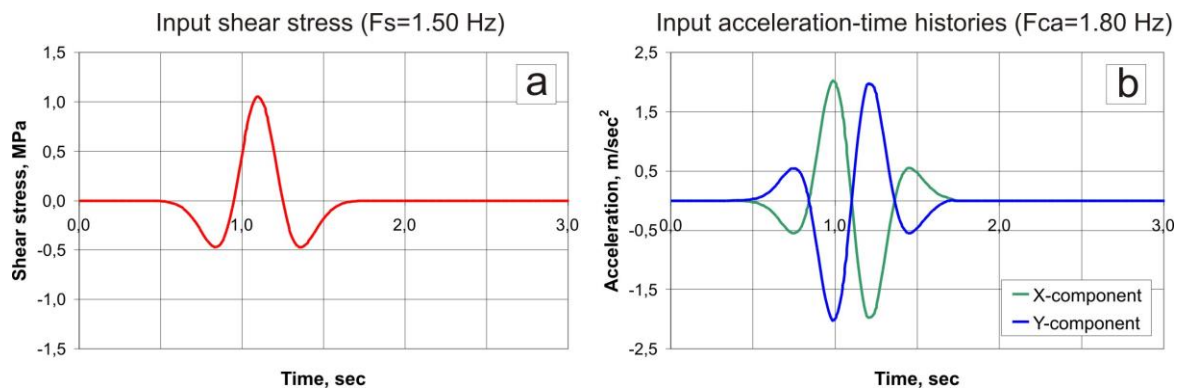 Input shear stress (Fs=1.50 Hz)
a
Shear stress, MPa
1,5
1,0
0,5
0,0
-0,5
-1,0
-1,5
0,0 1,0 2,0 3,0
Time, sec
Input acceleration-time histories (Fca=1.80 Hz)
b
Acceleration, m/sec²
2,5
1,5
0,5
-0,5
-1,5
-2,5
0,0 1,0 2,0 3,0
X-component
Y-component
Time, sec